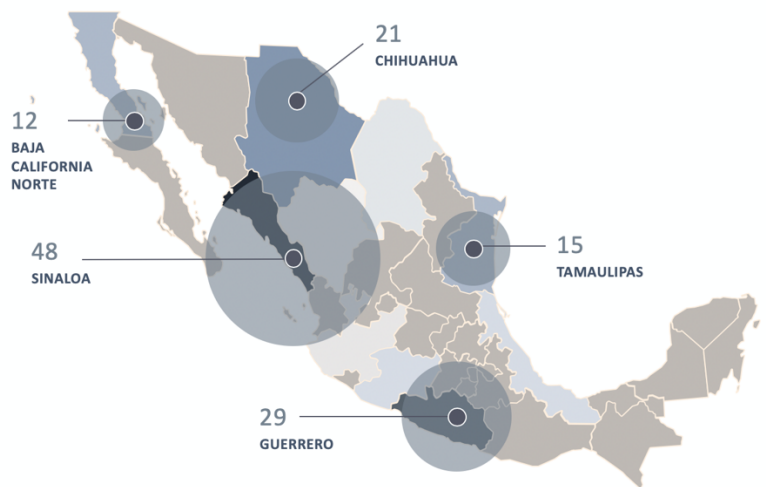 21
CHIHUAHUA
12
BAJA
CALIFORNIA
NORTE
48
SINALOA
15
TAMAULIPAS
29
GUERRERO